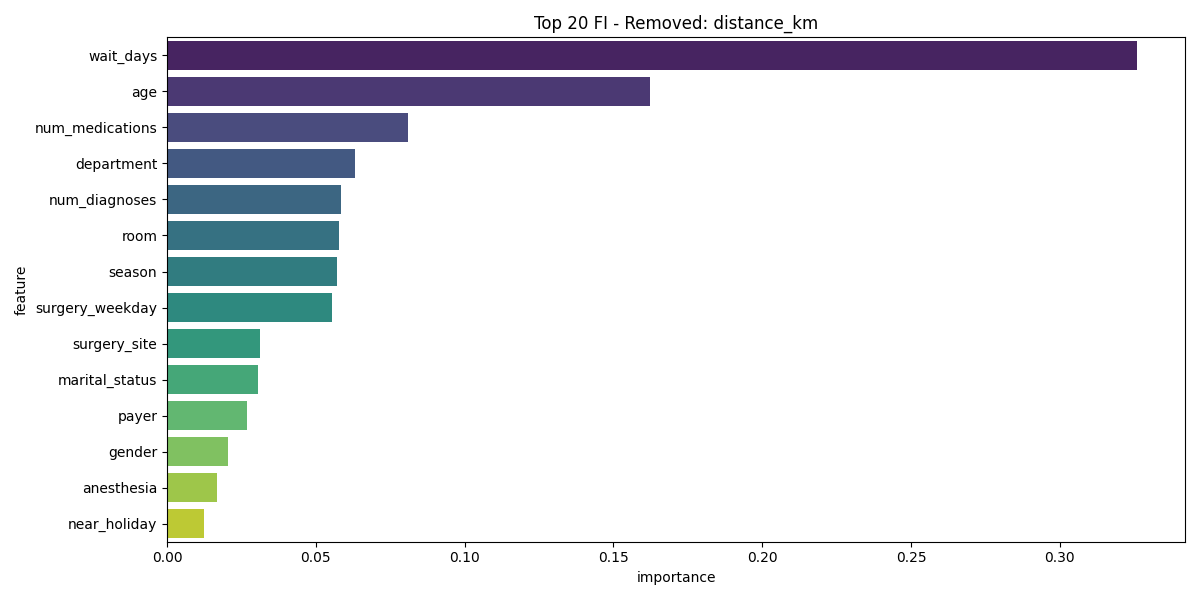 Top 20 FI - Removed: distance_km
feature
wait_days
age
num_medications
department
num_diagnoses
room
season
surgery_weekday
surgery_site
marital_status
payer
gender
anesthesia
near_holiday
0.00 0.05 0.10 0.15 0.20 0.25 0.30
importance